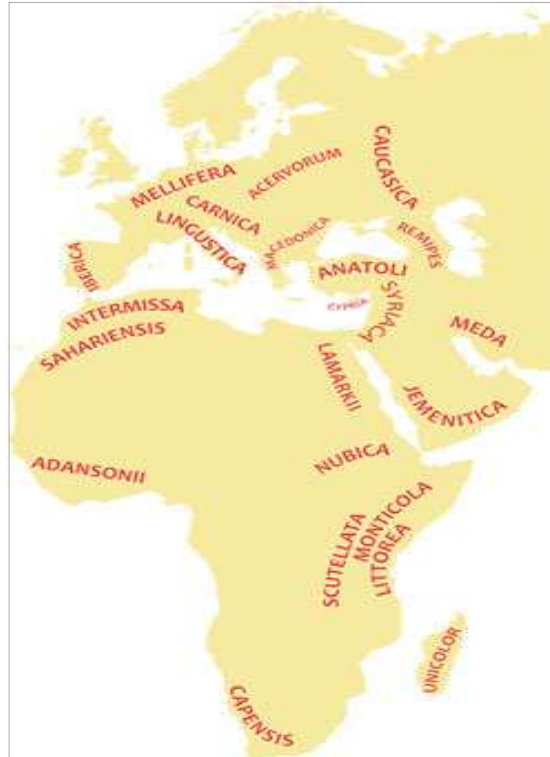 MELLIFERA
ACERVORUM
CAUCASICA
CARNICA
LINGUSTICA
MACEDONICA
REMIPES
IBERICA
ANATOLI
SYRIACA
CYPRIA
INTERMISSA
SAHARIENSIS
MEDA
LAMARKII
JEMENITICA
ADANSONII
NUBICA
SCUTELLATA
MONTICOLA
LITTOREA
UNICOLOR
CAPENSIS